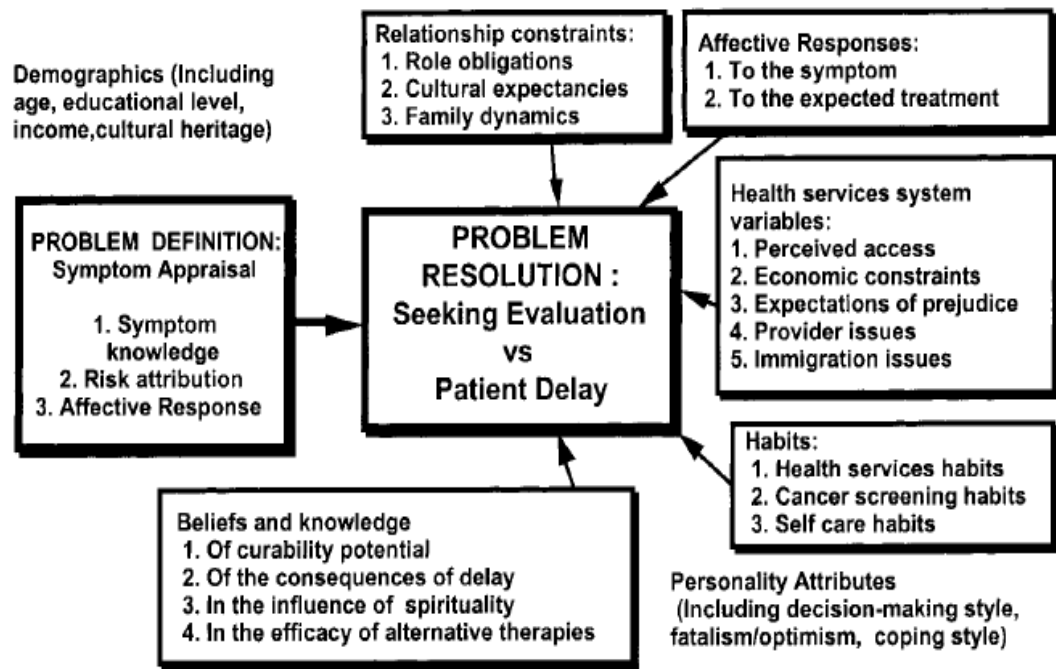 Relationship constraints:
1. Role obligations
2. Cultural expectancies
3. Family dynamics
Affective Responses:
1. To the symptom
2. To the expected treatment
Demographics (Including
age, educational level,
income,cultural heritage)
PROBLEM DEFINITION:
Symptom Appraisal
1. Symptom
knowledge
2. Risk attribution
3. Affective Response
PROBLEM
RESOLUTION :
Seeking Evaluation
vs
Patient Delay
Health services system
variables:
1. Perceived access
2. Economic constraints
3. Expectations of prejudice
4. Provider issues
5. Immigration issues
Habits:
1. Health services habits
2. Cancer screening habits
3. Self care habits
Beliefs and knowledge
1. Of curability potential
2. Of the consequences of delay
3. In the influence of spirituality
4. In the efficacy of alternative therapies
Personality Attributes
(Including decision-making style,
fatalism/optimism, coping style)